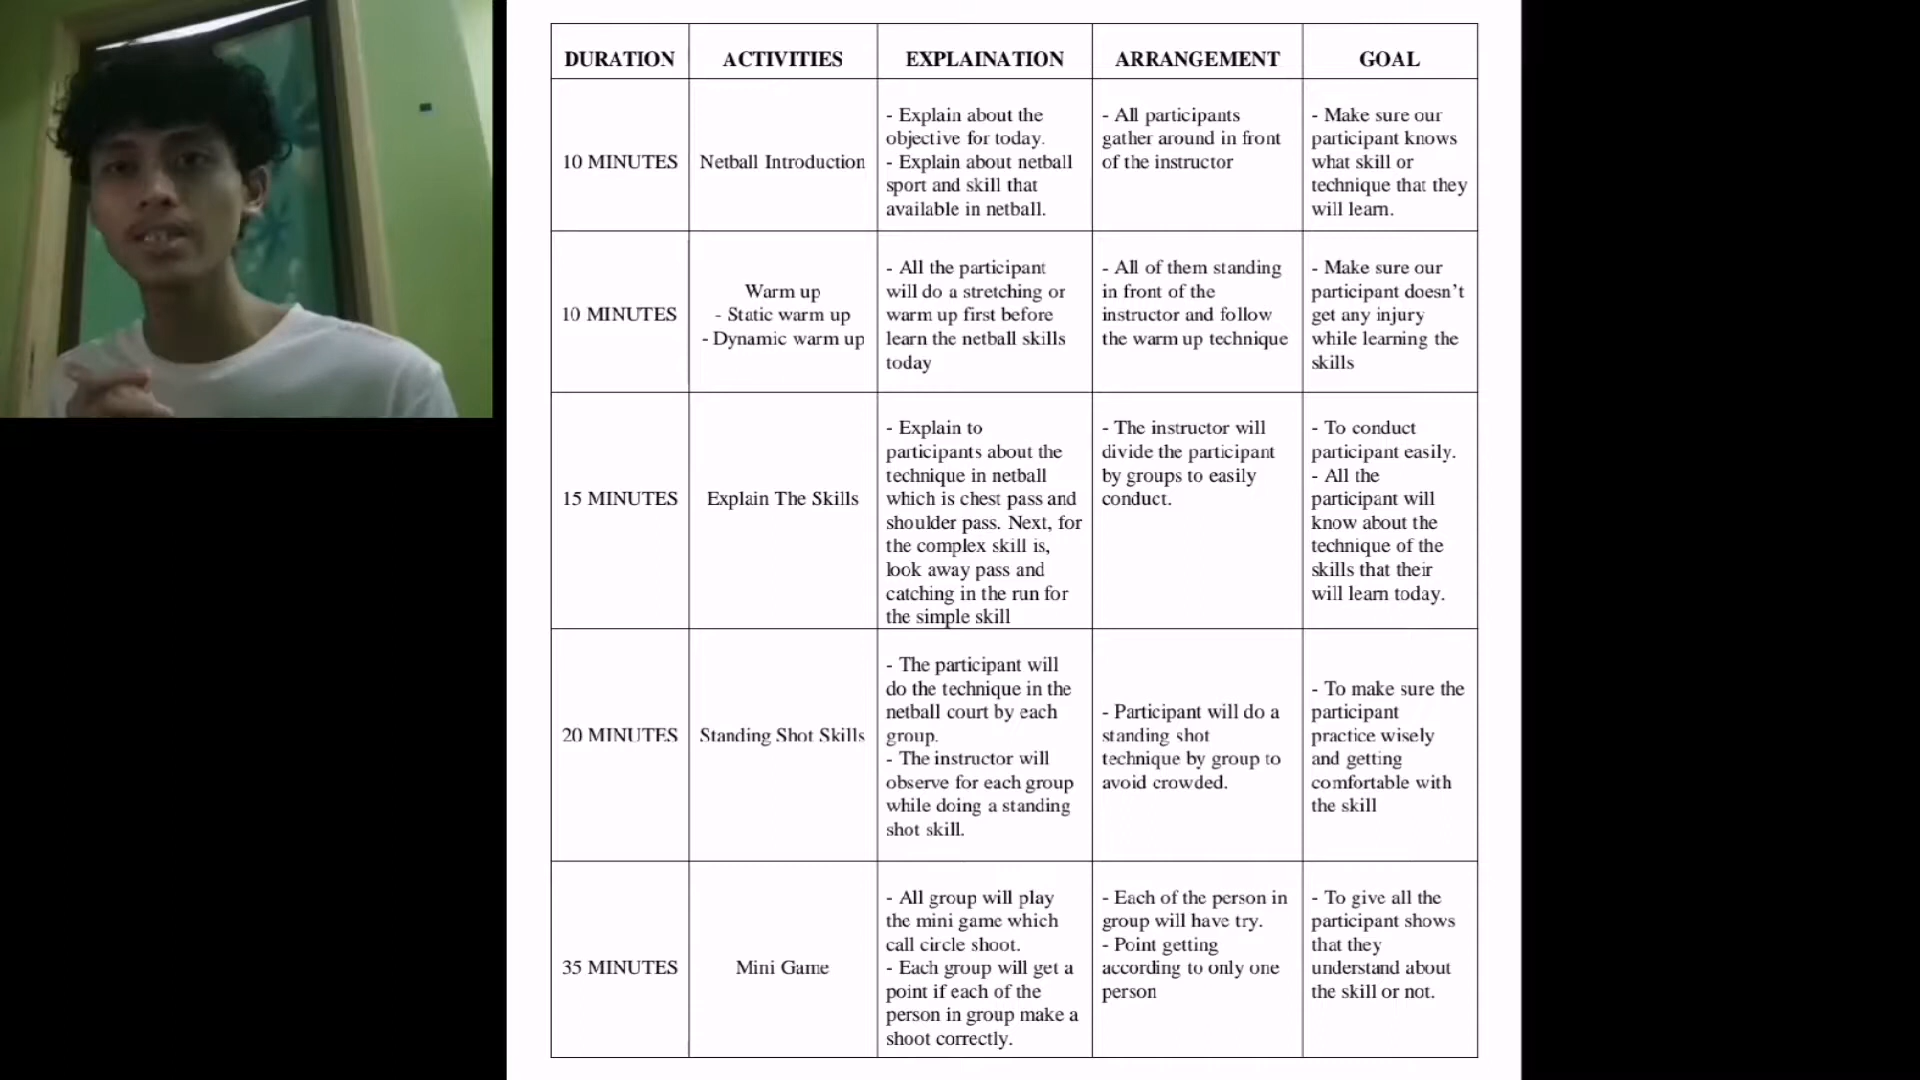 DURATION
ACTIVITIES
EXPLAINATION
ARRANGEMENT
GOAL
10 MINUTES
Netball Introduction
- Explain about the
objective for today.
- Explain about netball
sport and skill that
available in netball.
- All participants
gather around in front
of the instructor
- Make sure our
participant knows
what skill or
technique that they
will learn.
10 MINUTES
Warm up
- Static warm up
- Dynamic warm up
- All the participant
will do a stretching or
warm up first before
learn the netball skills
today
- All of them standing
in front of the
instructor and follow
the warm up technique
- Make sure our
participant doesn't
get any injury
while learning the
skills
15 MINUTES
Explain The Skills
- Explain to
participants about the
technique in netball
which is chest pass and
shoulder pass. Next, for
the complex skill is,
look away pass and
catching in the run for
the simple skill
- The instructor will
divide the participant
by groups to easily
conduct.
- To conduct
participant easily.
- All the
participant will
know about the
technique of the
skills that their
will learn today.
20 MINUTES
Standing Shot Skills
- The participant will
do the technique in the
netball court by each
group.
- The instructor will
observe for each group
while doing a standing
shot skill.
- Participant will do a
standing shot
technique by group to
avoid crowded.
- To make sure the
participant
practice wisely
and getting
comfortable with
the skill
35 MINUTES
Mini Game
- All group will play
the mini game which
call circle shoot.
- Each group will get a
point if each of the
person in group make a
shoot correctly.
- Each of the person in
group will have try.
- Point getting
according to only one
person
- To give all the
participant shows
that they
understand about
the skill or not.